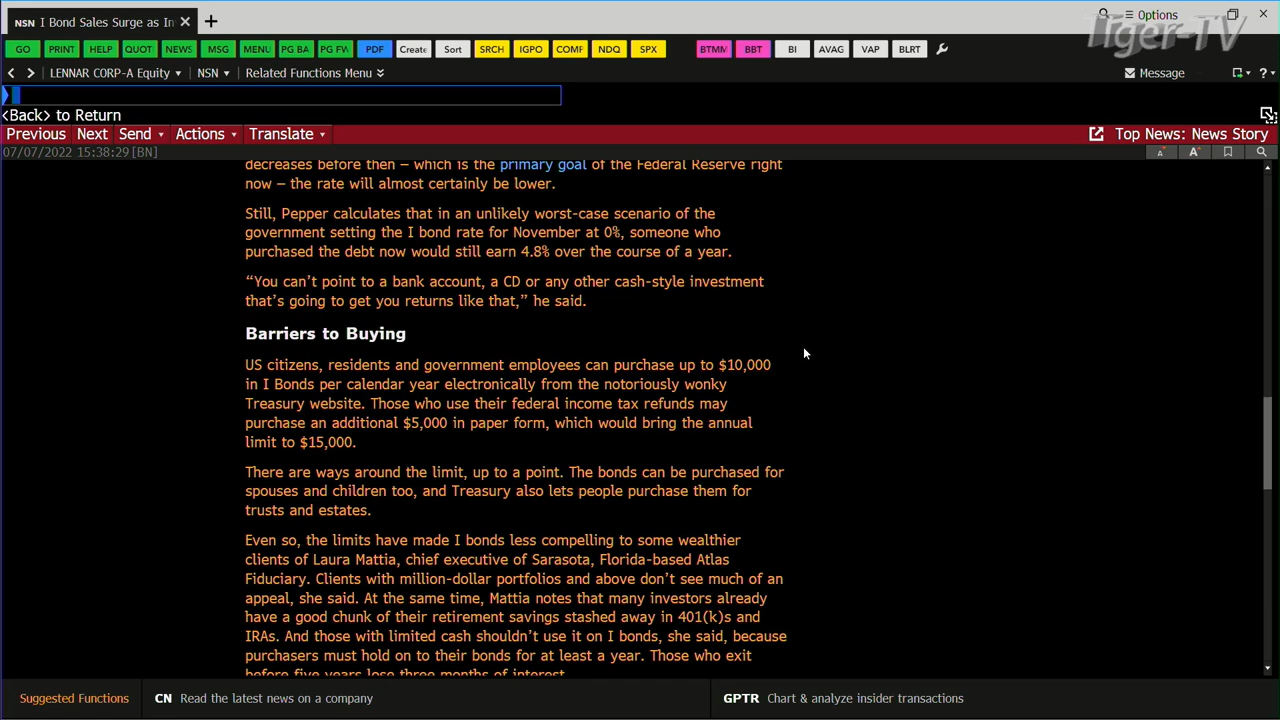 NSN I Bond Sales Surge as In
Options
Tiger-TV
GO PRINT HELP QUOT NEWS MSG MENU PG BA PG FW PDF Create Sort SRCH IGPO COMF NDQ SPX BTMM BBT BI AVAG VAP BLRT
LENNAR CORP-A Equity NSN Related Functions Menu Message ?
<Back> to Return
Previous Next Send Actions Translate Top News: News Story
07/07/2022 15:38:29 [BN] A A
decreases before then – which is the primary goal of the Federal Reserve right
now – the rate will almost certainly be lower.
Still, Pepper calculates that in an unlikely worst-case scenario of the
government setting the I bond rate for November at 0%, someone who
purchased the debt now would still earn 4.8% over the course of a year.
“You can’t point to a bank account, a CD or any other cash-style investment
that’s going to get you returns like that,” he said.
Barriers to Buying
US citizens, residents and government employees can purchase up to $10,000
in I Bonds per calendar year electronically from the notoriously wonky
Treasury website. Those who use their federal income tax refunds may
purchase an additional $5,000 in paper form, which would bring the annual
limit to $15,000.
There are ways around the limit, up to a point. The bonds can be purchased for
spouses and children too, and Treasury also lets people purchase them for
trusts and estates.
Even so, the limits have made I bonds less compelling to some wealthier
clients of Laura Mattia, chief executive of Sarasota, Florida-based Atlas
Fiduciary. Clients with million-dollar portfolios and above don’t see much of an
appeal, she said. At the same time, Mattia notes that many investors already
have a good chunk of their retirement savings stashed away in 401(k)s and
IRAs. And those with limited cash shouldn’t use it on I bonds, she said, because
purchasers must hold on to their bonds for at least a year. Those who exit
before five years lose three months of interest.
Suggested Functions CN Read the latest news on a company GPTR Chart & analyze insider transactions